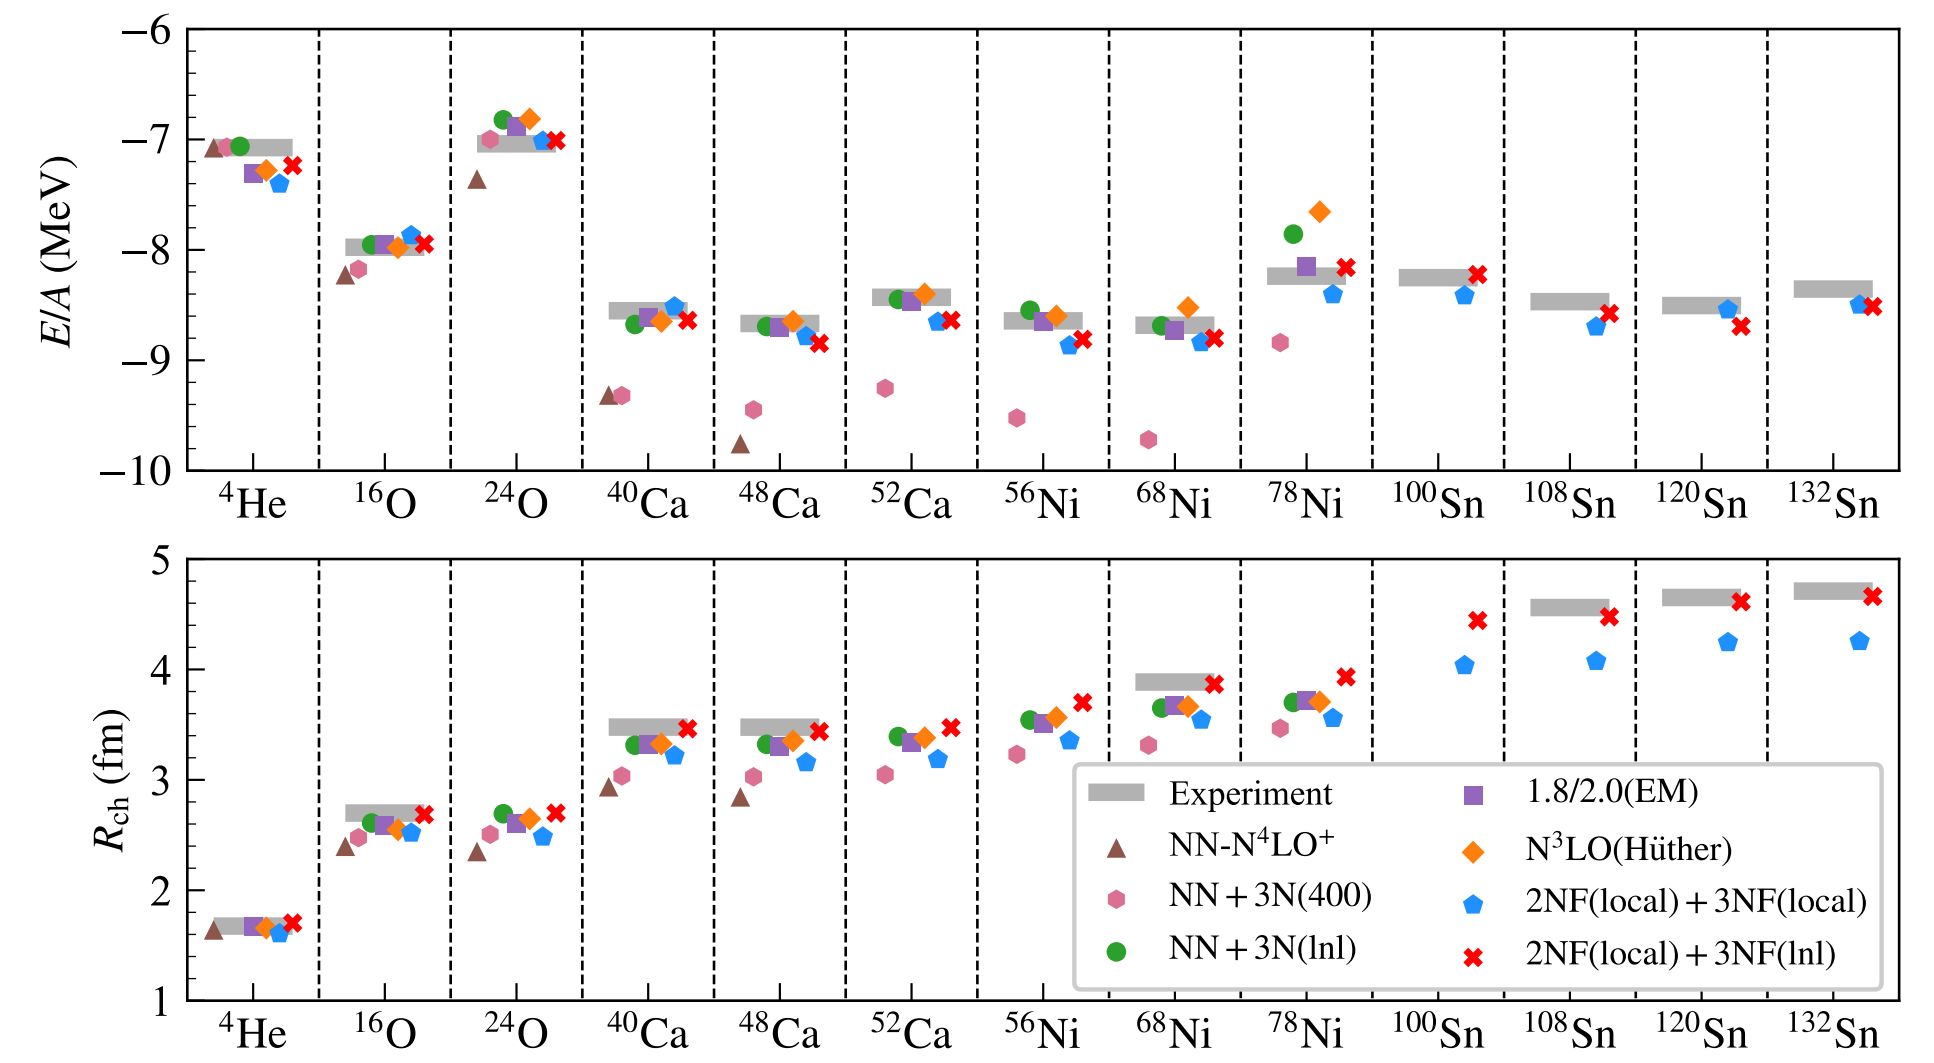 −6
−7
−8
−9
−10
E/A (MeV)
⁴He ¹⁶O ²⁴O ⁴⁰Ca ⁴⁸Ca ⁵²Ca ⁵⁶Ni ⁶⁸Ni ⁷⁸Ni ¹⁰⁰Sn ¹⁰⁸Sn ¹²⁰Sn ¹³²Sn
5
4
3
2
1
R_ch (fm)
Experiment
NN-N⁴LO⁺
NN+3N(400)
NN+3N(lnl)
1.8/2.0(EM)
N³LO(Hüther)
2NF(local)+3NF(local)
2NF(local)+3NF(lnl)
⁴He ¹⁶O ²⁴O ⁴⁰Ca ⁴⁸Ca ⁵²Ca ⁵⁶Ni ⁶⁸Ni ⁷⁸Ni ¹⁰⁰Sn ¹⁰⁸Sn ¹²⁰Sn ¹³²Sn